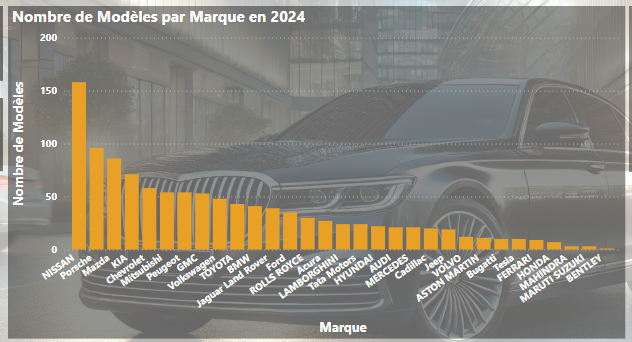 Nombre de Modèles par Marque en 2024
Nombre de Modèles
200
150
100
50
0
NISSAN
Porsche
Mazda
KIA
Chevrolet
Mitsubishi
Peugeot
GMC
Volkswagen
TOYOTA
BMW
Jaguar Land Rover
Ford
ROLLS ROYCE
Acura
LAMBORGHINI
Tata Motors
HYUNDAI
AUDI
MERCEDES
Cadillac
Jeep
VOLVO
ASTON MARTIN
Bugatti
Tesla
FERRARI
HONDA
MAHINDRA
MARUTI SUZUKI
BENTLEY
Marque